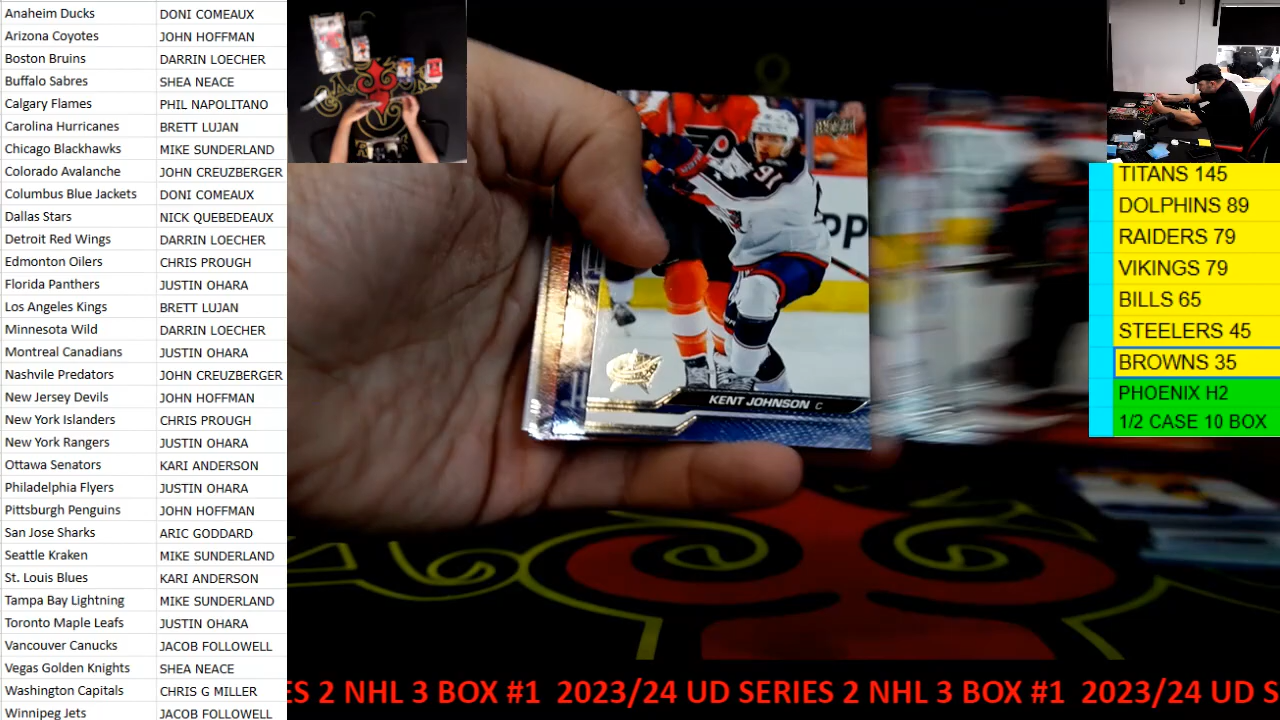 Anaheim Ducks DONI COMEAUX
Arizona Coyotes JOHN HOFFMAN
Boston Bruins DARRIN LOECHER
Buffalo Sabres SHEA NEACE
Calgary Flames PHIL NAPOLITANO
Carolina Hurricanes BRETT LUJAN
Chicago Blackhawks MIKE SUNDERLAND
Colorado Avalanche JOHN CREUZBERGER
Columbus Blue Jackets DONI COMEAUX
Dallas Stars NICK QUEBEDEAUX
Detroit Red Wings DARRIN LOECHER
Edmonton Oilers CHRIS PROUGH
Florida Panthers JUSTIN OHARA
Los Angeles Kings BRETT LUJAN
Minnesota Wild DARRIN LOECHER
Montreal Canadians JUSTIN OHARA
Nashvile Predators JOHN CREUZBERGER
New Jersey Devils JOHN HOFFMAN
New York Islanders CHRIS PROUGH
New York Rangers JUSTIN OHARA
Ottawa Senators KARI ANDERSON
Philadelphia Flyers JUSTIN OHARA
Pittsburgh Penguins JOHN HOFFMAN
San Jose Sharks ARIC GODDARD
Seattle Kraken MIKE SUNDERLAND
St. Louis Blues KARI ANDERSON
Tampa Bay Lightning MIKE SUNDERLAND
Toronto Maple Leafs JUSTIN OHARA
Vancouver Canucks JACOB FOLLOWELL
Vegas Golden Knights SHEA NEACE
Washington Capitals CHRIS G MILLER
Winnipeg Jets JACOB FOLLOWELL
91
PP
KENT JOHNSON C
TITANS 145
DOLPHINS 89
RAIDERS 79
VIKINGS 79
BILLS 65
STEELERS 45
BROWNS 35
PHOENIX H2
1/2 CASE 10 BOX
ES 2 NHL 3 BOX #1 2023/24 UD SERIES 2 NHL 3 BOX #1 2023/24 UD S